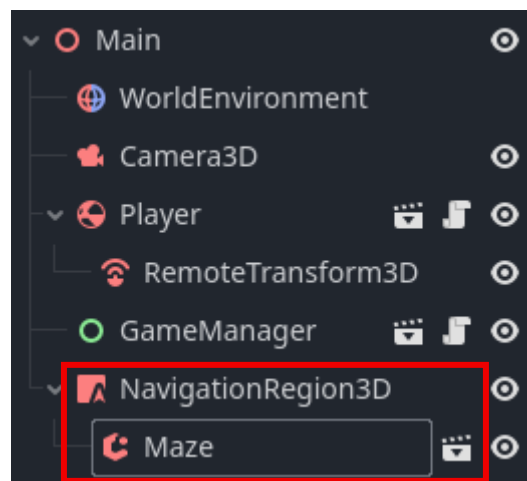 Main
WorldEnvironment
Camera3D
Player
RemoteTransform3D
GameManager
NavigationRegion3D
Maze